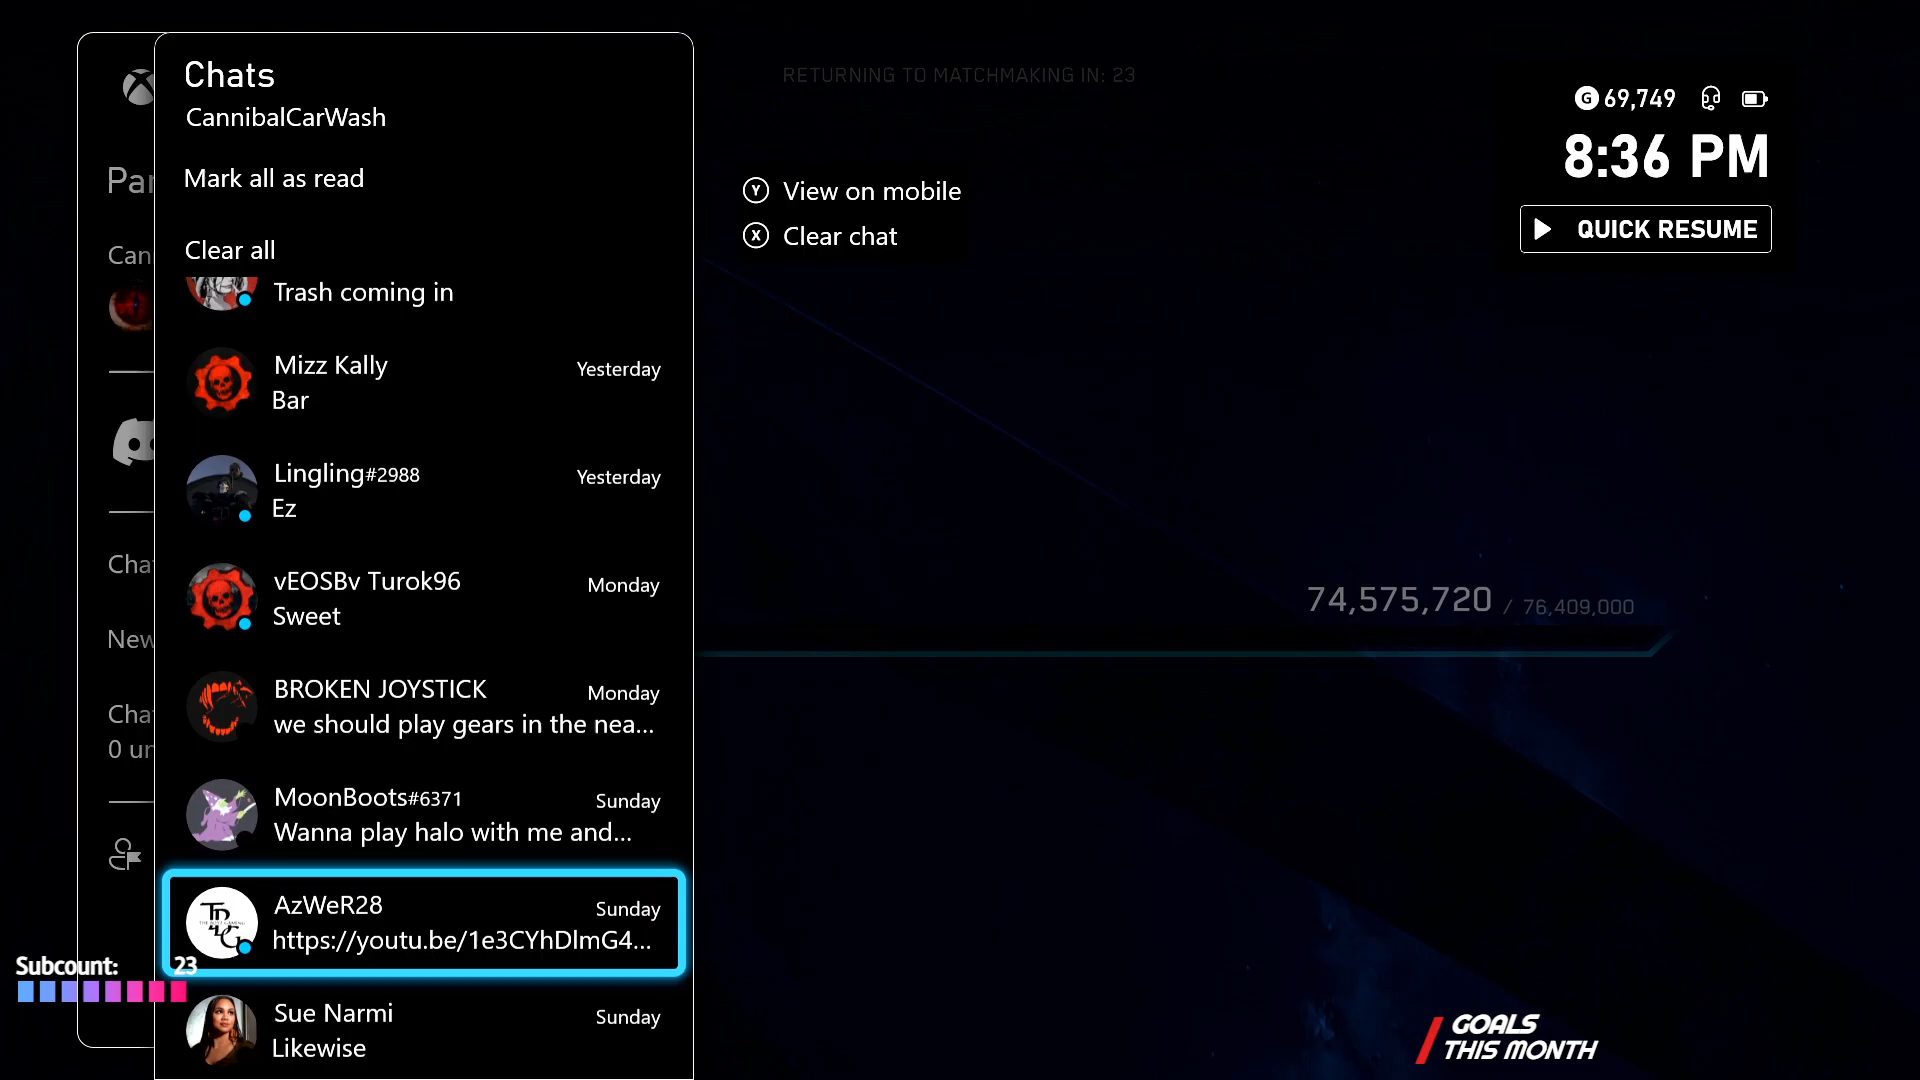 Chats
CannibalCarWash
Mark all as read
Clear all
Trash coming in
Mizz Kally
Yesterday
Bar
Lingling#2988
Yesterday
Ez
vEOSBv Turok96
Monday
Sweet
BROKEN JOYSTICK
Monday
we should play gears in the nea...
MoonBoots#6371
Sunday
Wanna play halo with me and...
AzWeR28
Sunday
https://youtu.be/1e3CYhDlmG4...
Sue Narmi
Sunday
Likewise
Par
Can
Cha
New
Cha
0 un
Subcount: 23
RETURNING TO MATCHMAKING IN: 23
Y View on mobile
X Clear chat
G 69,749
8:36 PM
QUICK RESUME
74,575,720 / 76,409,000
GOALS
THIS MONTH